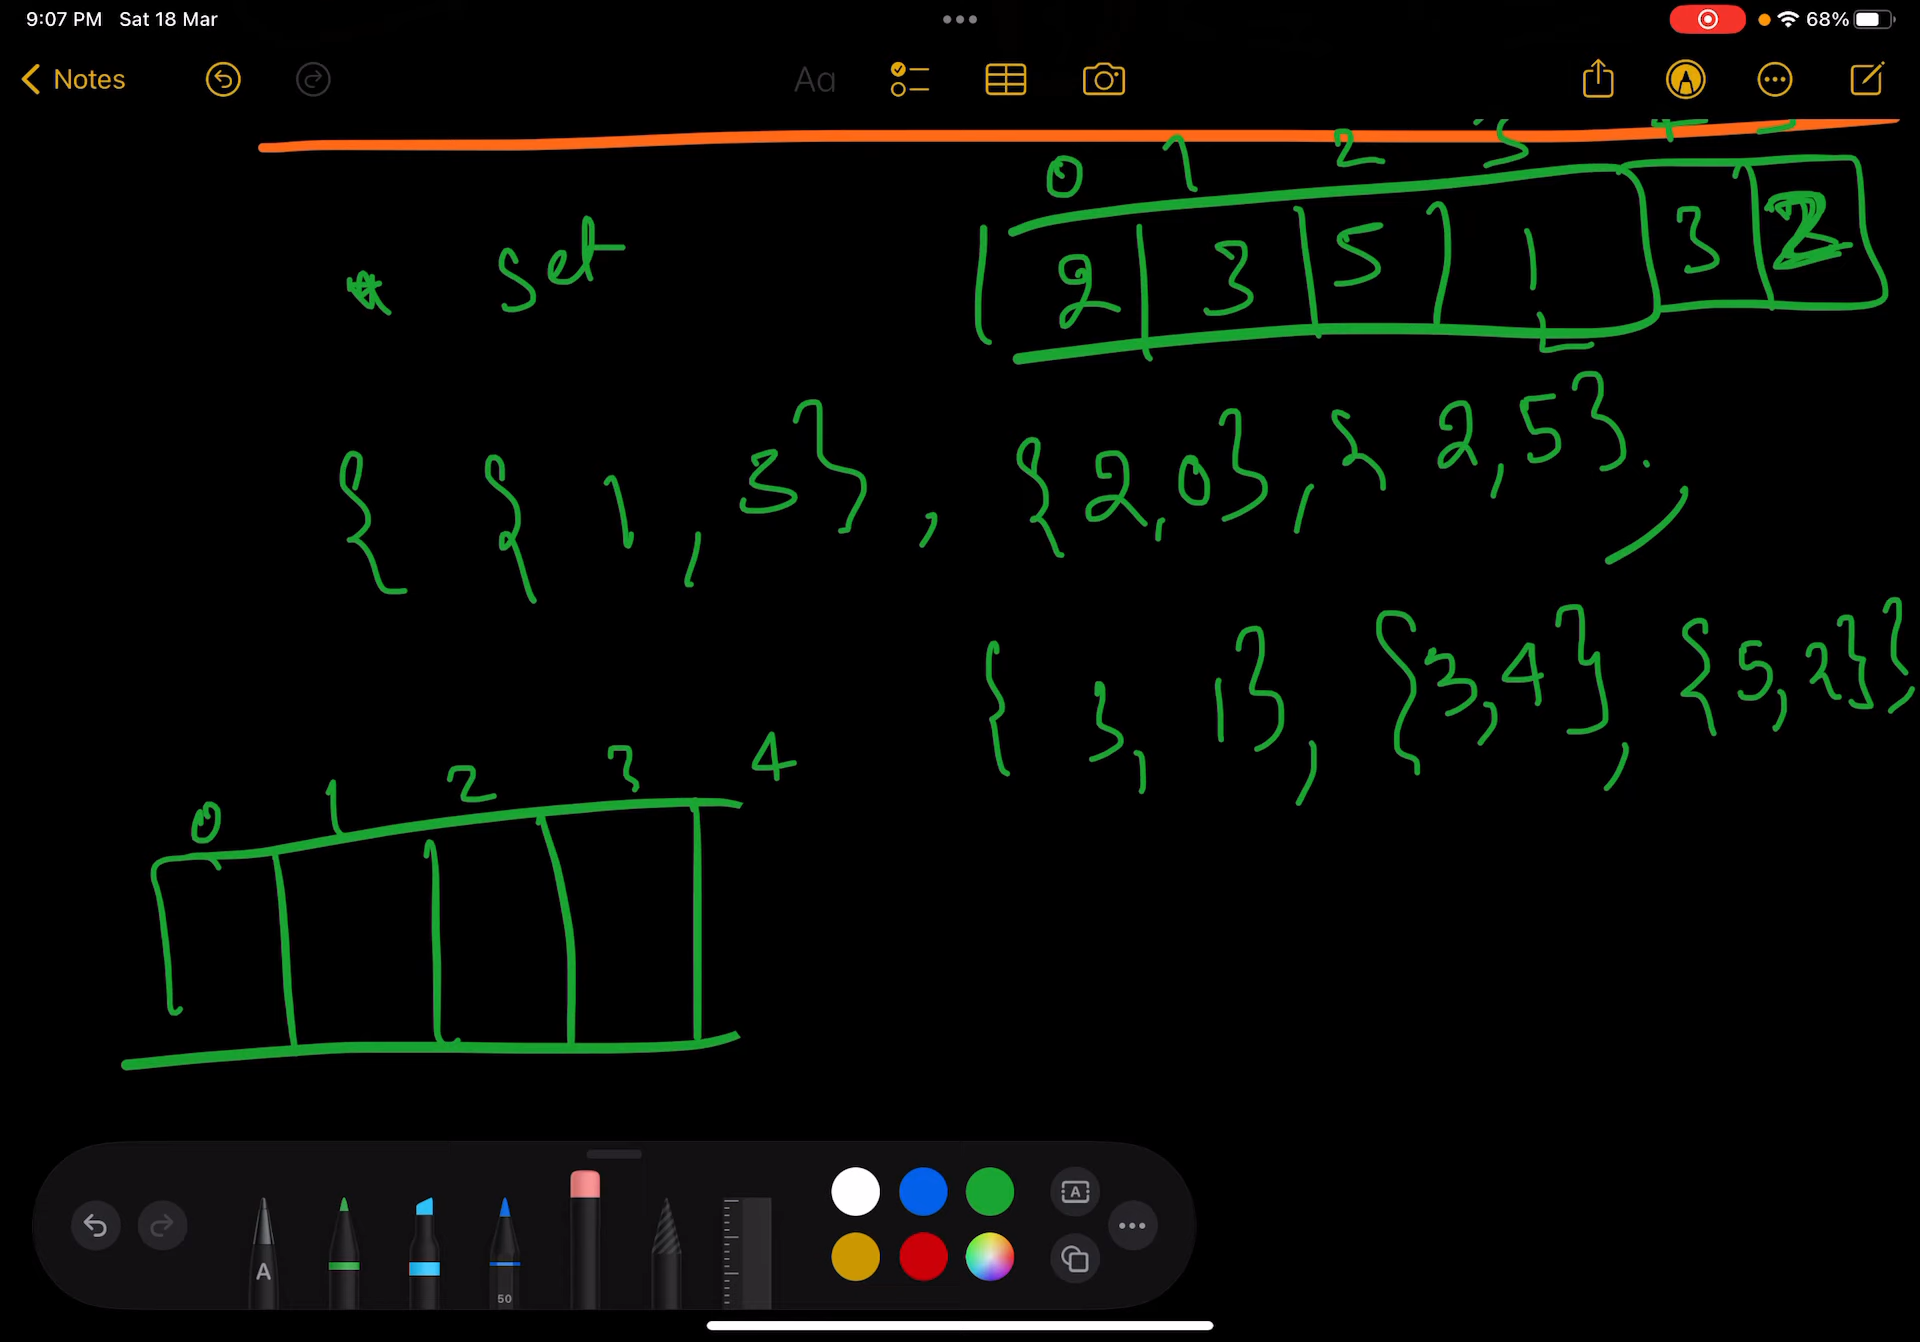 9:07 PM Sat 18 Mar 68%
Notes Aa
0 1 2 3 4 5
* set
2 3 5 1 3 2
{ { 1 , 3 } , { 2,0 } , { 2,5 } ,
{ 3, 1 } , { 3,4 } , { 5,2 } },
0 1 2 3 4
A
A
50